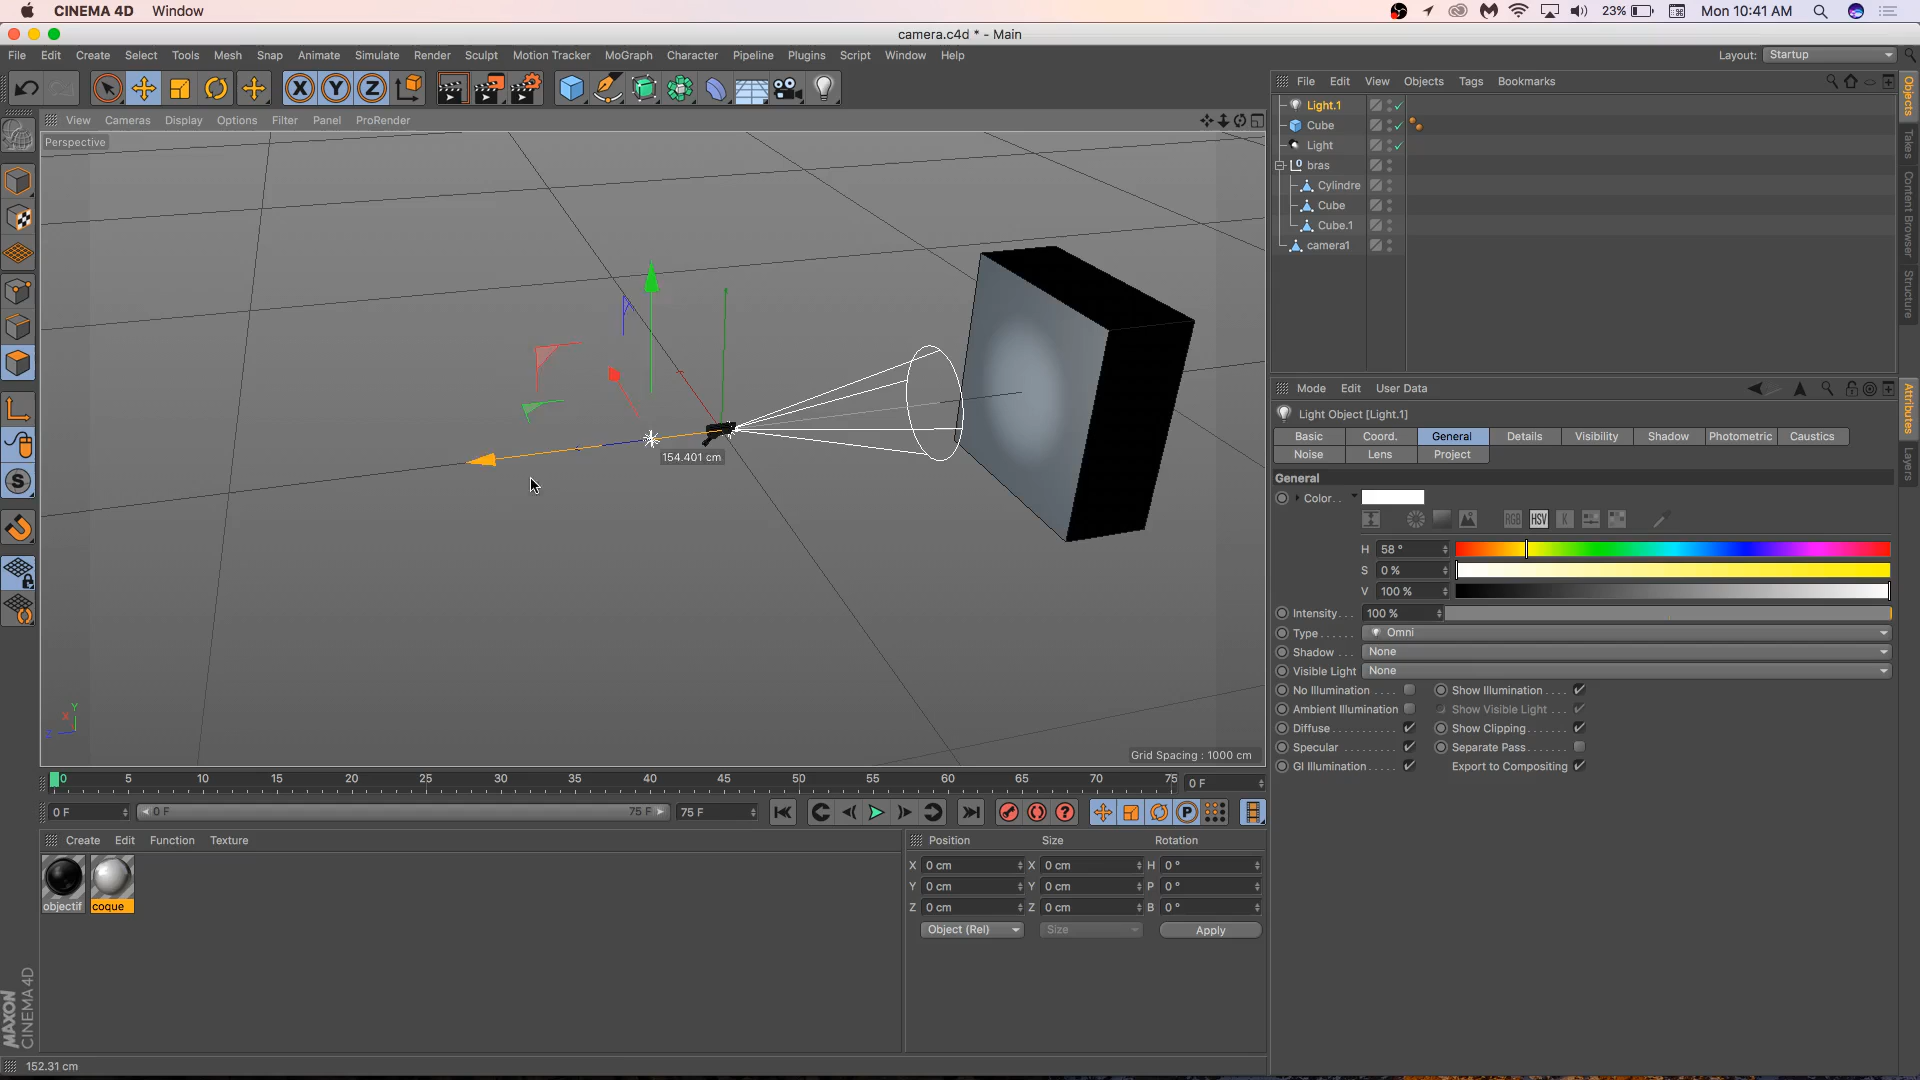 CINEMA 4D Window
23% Mon 10:41 AM
camera.c4d * - Main
File Edit Create Select Tools Mesh Snap Animate Simulate Render Sculpt Motion Tracker MoGraph Character Pipeline Plugins Script Window Help
Layout: Startup
X Y Z
File Edit View Objects Tags Bookmarks
View Cameras Display Options Filter Panel ProRender
Perspective
Light.1
Cube
Light
bras
Cylindre
Cube
Cube.1
camera1
Objects
Takes
Content Browser
Structure
154.401 cm
Y
X
Z
Grid Spacing : 1000 cm
Mode Edit User Data
Light Object [Light.1]
Basic Coord. General Details Visibility Shadow Photometric Caustics
Noise Lens Project
General
Color. .
RGB HSV K
H 58 °
S 0 %
V 100 %
Intensity. . . 100 %
Type . . . . . . Omni
Shadow . . . None
Visible Light None
No Illumination . . . . Show Illumination . . . .
Ambient Illumination Show Visible Light . . .
Diffuse . . . . . . . . . . Show Clipping . . . . . .
Specular . . . . . . . . . Separate Pass. . . . . . .
GI Illumination . . . . . Export to Compositing
Attributes
Layers
0 5 10 15 20 25 30 35 40 45 50 55 60 65 70 75 0 F
0 F 0 F 75 F 75 F
P
Create Edit Function Texture
objectif
coque
Position Size Rotation
X 0 cm X 0 cm H 0 °
Y 0 cm Y 0 cm P 0 °
Z 0 cm Z 0 cm B 0 °
Object (Rel) Size Apply
MAXON
CINEMA 4D
152.31 cm